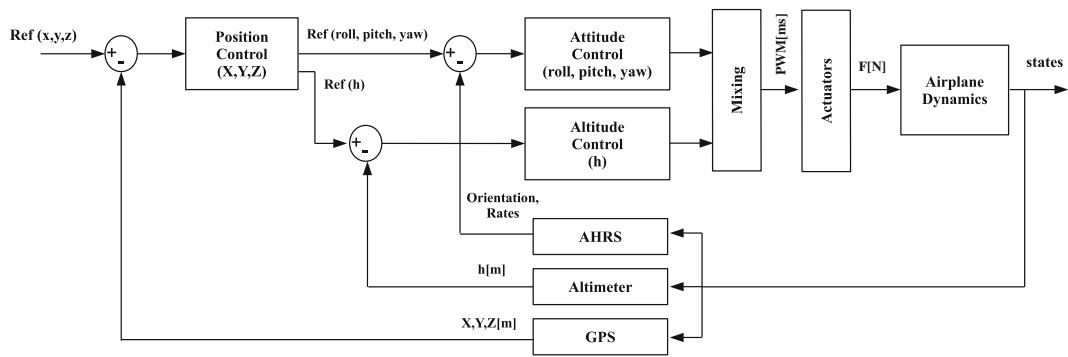 Ref (x,y,z)
+
-
Position
Control
(X,Y,Z)
Ref (roll, pitch, yaw)
Ref (h)
+
-
+
-
Attitude
Control
(roll, pitch, yaw)
Altitude
Control
(h)
Mixing
PWM[ms]
Actuators
F[N]
Airplane
Dynamics
states
Orientation,
Rates
AHRS
h[m]
Altimeter
X,Y,Z[m]
GPS